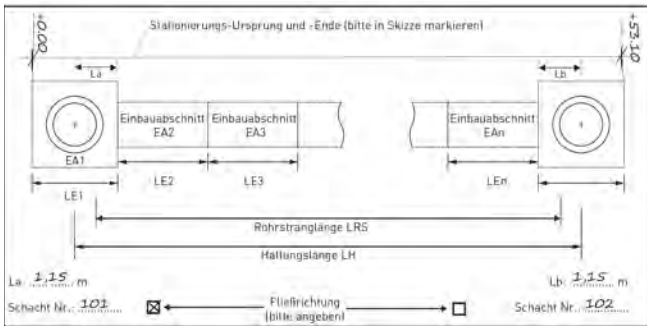 Stationierungs-Ursprung und -Ende (bitte in Skizze markieren)
+0.00
+53.10
La
Lb
Einbauabschnitt
EA2
Einbauabschnitt
EA3
Einbauabschnitt
EAn
EA1
LE1
LE2
LE3
LEn
Rohrstranglänge LRS
Haltungslänge LH
La: 1,15 m
Lb: 1,15 m
Schacht Nr.: 101
Fließrichtung
(bitte angeben)
Schacht Nr.: 102